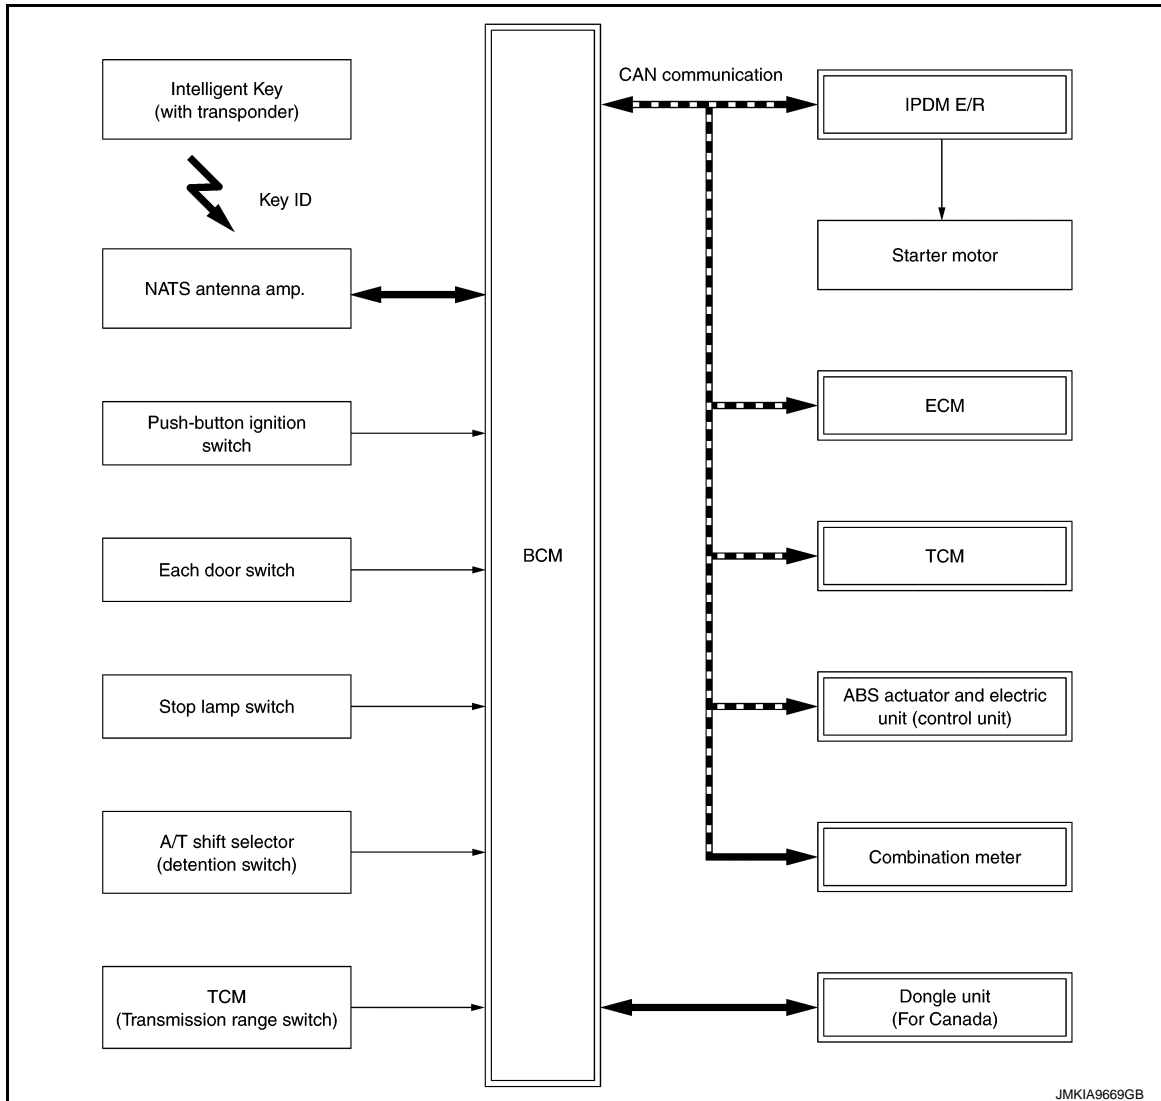 Intelligent Key
(with transponder)
Key ID
NATS antenna amp.
Push-button ignition
switch
Each door switch
Stop lamp switch
A/T shift selector
(detention switch)
TCM
(Transmission range switch)
BCM
CAN communication
IPDM E/R
Starter motor
ECM
TCM
ABS actuator and electric
unit (control unit)
Combination meter
Dongle unit
(For Canada)
JMKIA9669GB